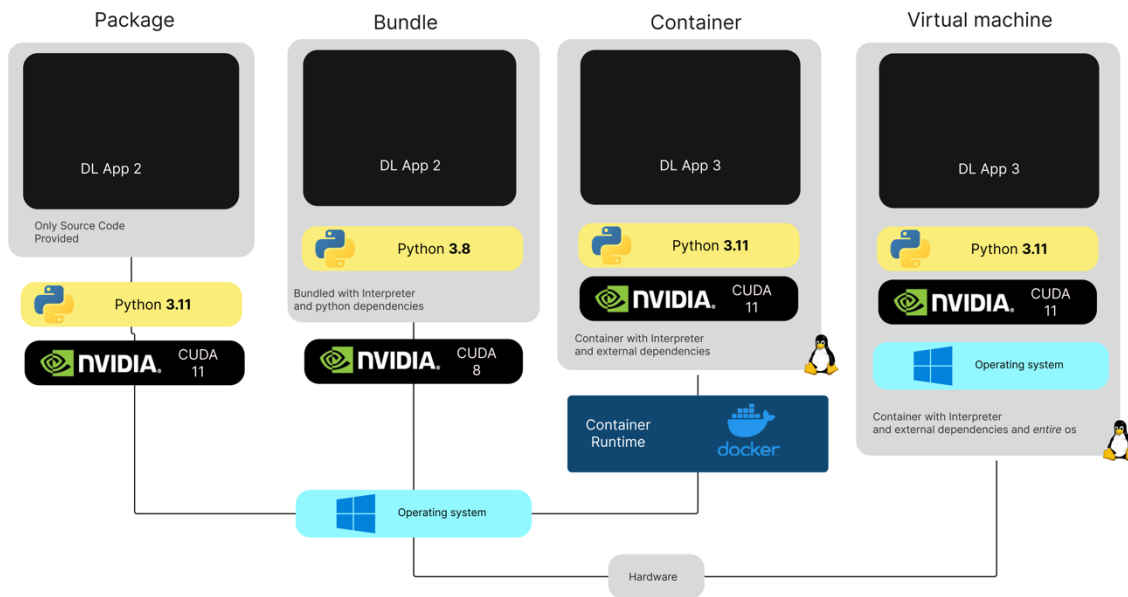 Package
Bundle
Container
Virtual machine
DL App 2
DL App 2
DL App 3
DL App 3
Only Source Code
Provided
Python 3.8
Python 3.11
Python 3.11
Python 3.11
Bundled with Interpreter
and python dependencies
NVIDIA.
CUDA
11
NVIDIA.
CUDA
11
NVIDIA.
CUDA
11
NVIDIA.
CUDA
8
Container with Interpreter
and external dependencies
Operating system
Container with Interpreter
and external dependencies and entire os
Container
Runtime
docker
Operating system
Hardware